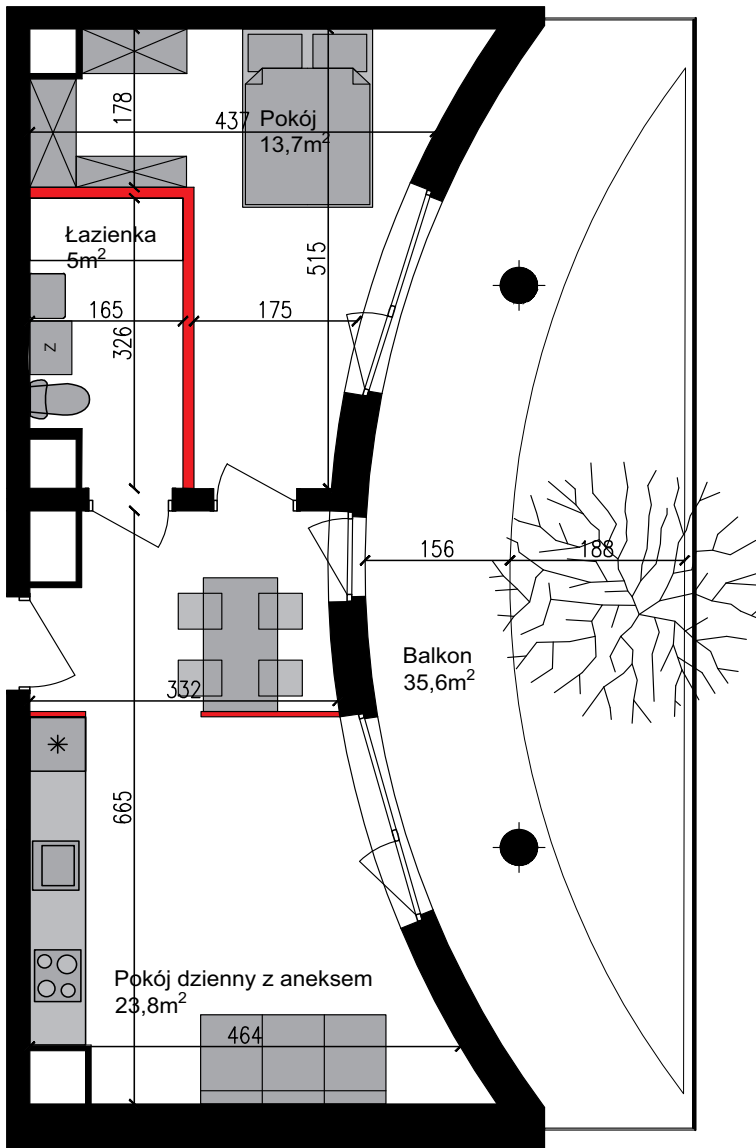 178
437
Pokój
13,7m²
Łazienka
5m²
515
165
175
326
Z
156
188
Balkon
35,6m²
332
665
Pokój dzienny z aneksem
23,8m²
464